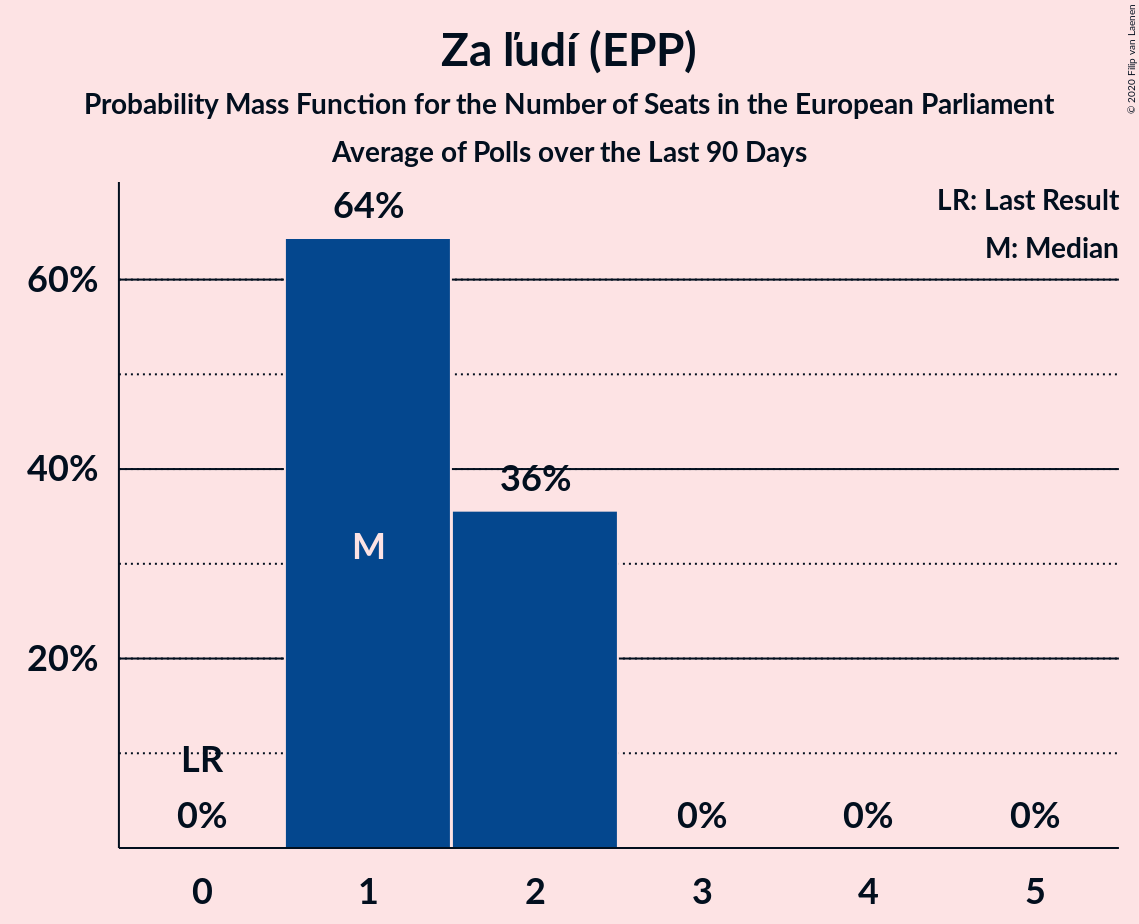 Za ľudí (EPP)
Probability Mass Function for the Number of Seats in the European Parliament
Average of Polls over the Last 90 Days
© 2020 Filip van Laenen
LR: Last Result
M: Median
64%
60%
40%
36%
M
20%
LR
0%
0%
0%
0%
0
1
2
3
4
5